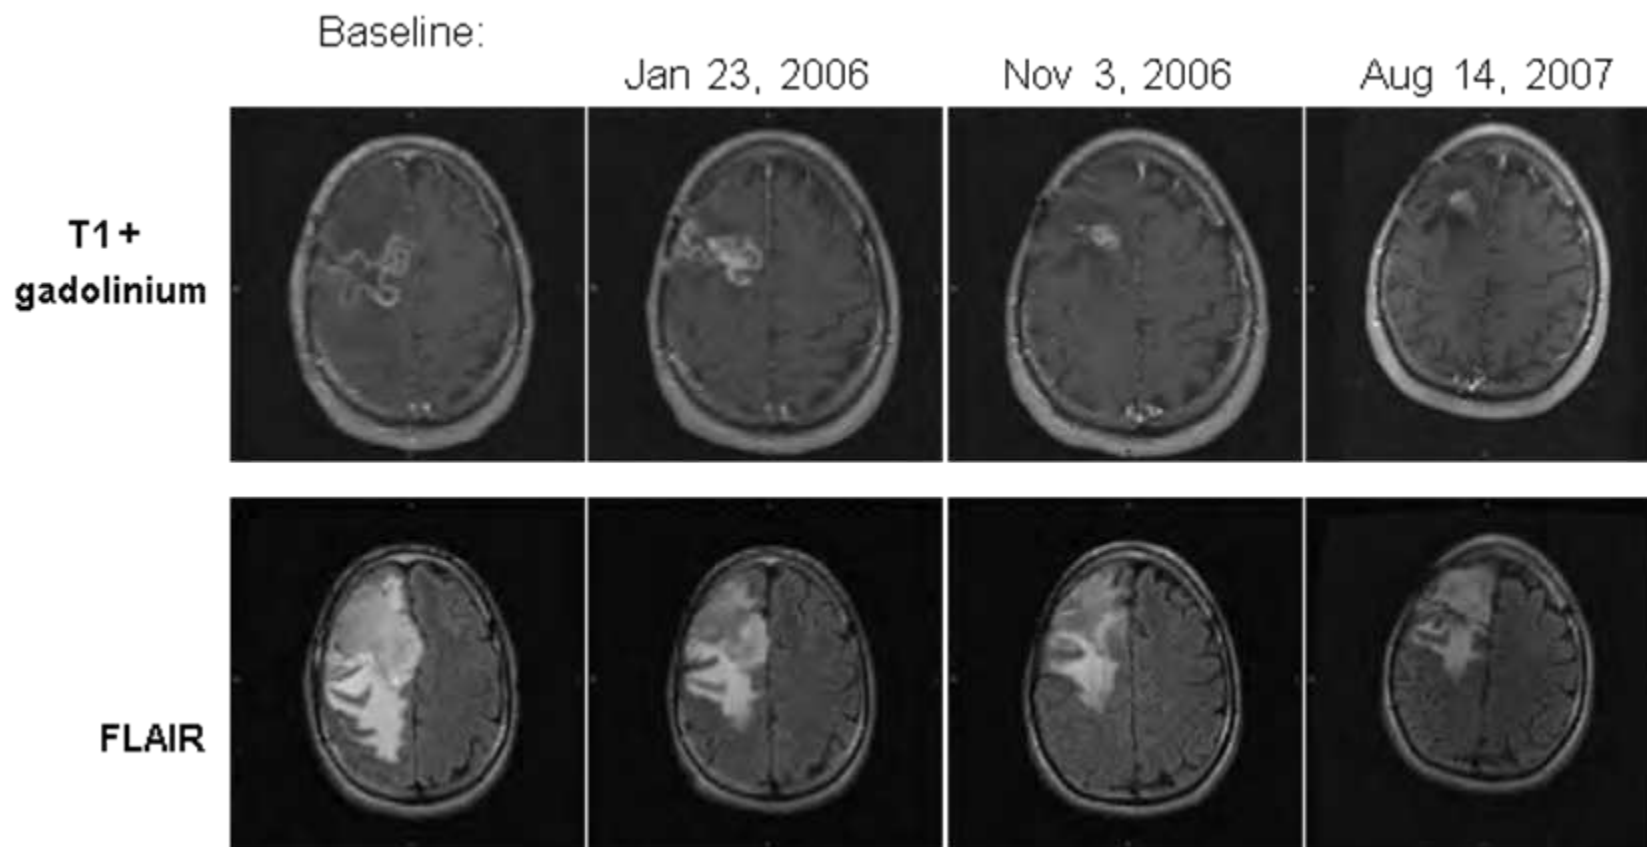 Baseline:
Jan 23, 2006 Nov 3, 2006 Aug 14, 2007
T1+
gadolinium
FLAIR